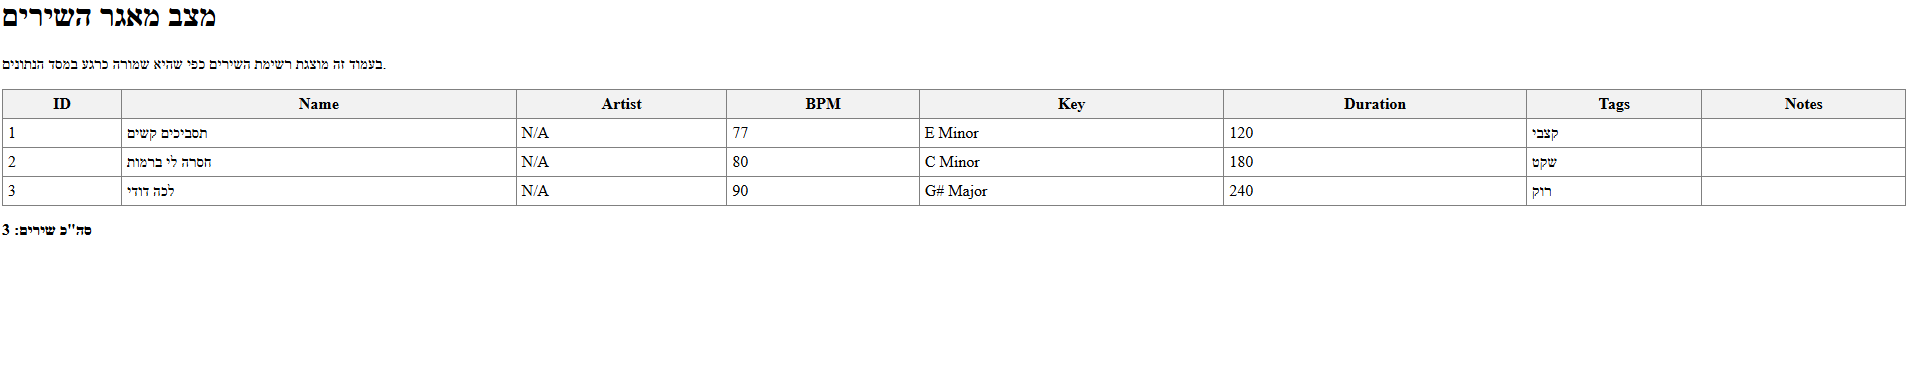 מצב מאגר השירים
בעמוד זה מוצגת רשימת השירים כפי שהיא שמורה כרגע במסד הנתונים.
ID Name Artist BPM Key Duration Tags Notes
1 תסביכים קשים N/A 77 E Minor 120 קצבי
2 חסרה לי ברמות N/A 80 C Minor 180 שקט
3 לכה דודי N/A 90 G# Major 240 רוק
סה"כ שירים: 3